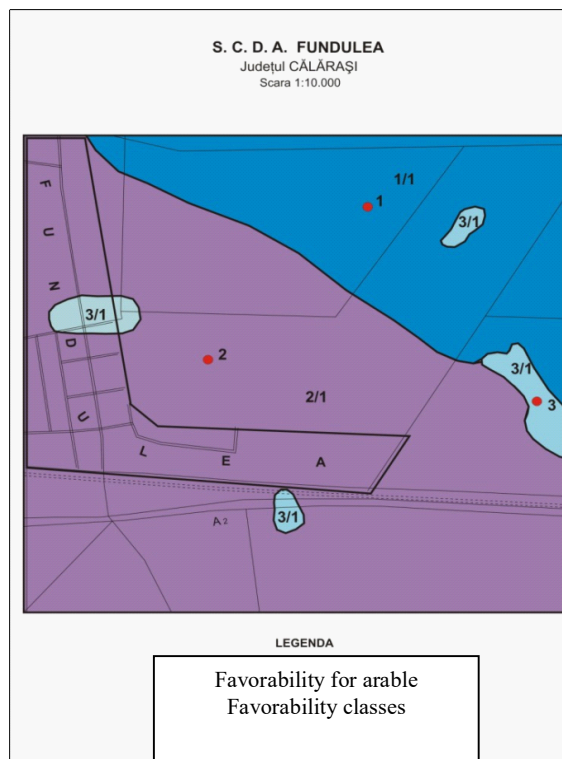 S. C. D. A. FUNDULEA
Județul CĂLĂRAŞI
Scara 1:10.000
1/1
1
3/1
F
U
N
D
U
L
E
A
3/1
2
3/1
3
2/1
3/1
A2
LEGENDA
Favorability for arable
Favorability classes